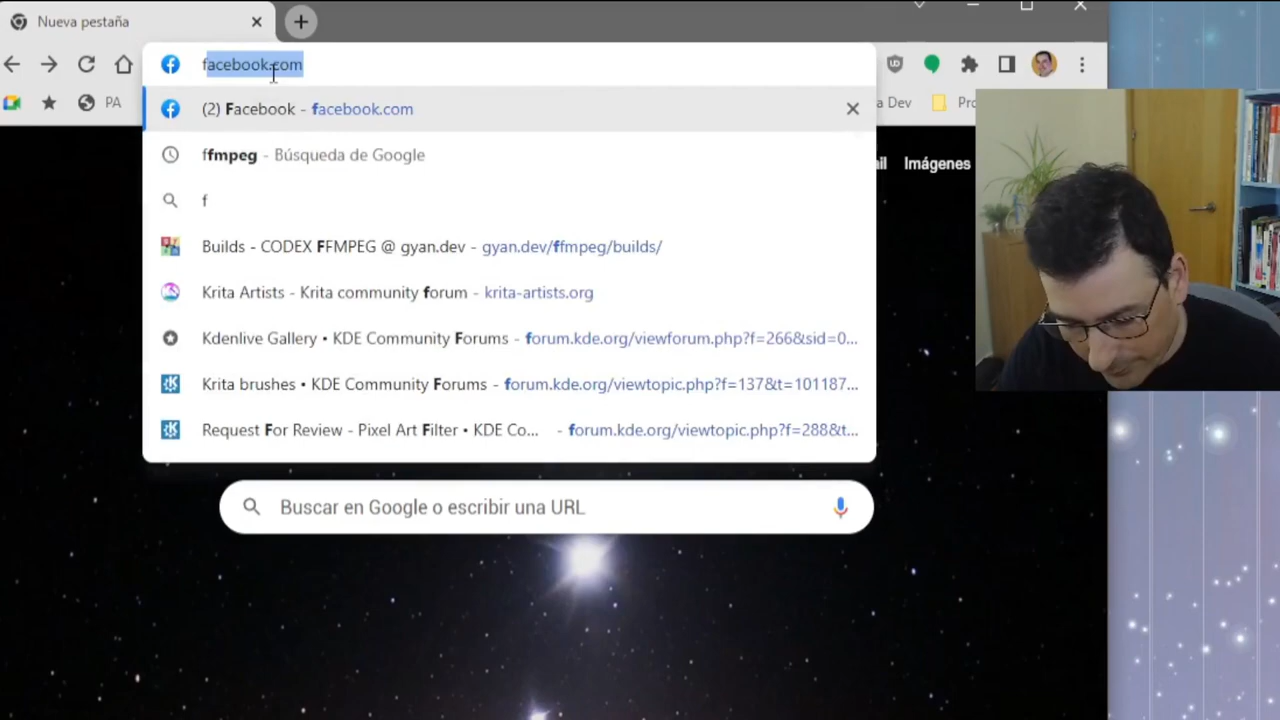 Nueva pestaña
facebook.com
PA
a Dev
Pro
(2) Facebook - facebook.com
ffmpeg - Búsqueda de Google
il Imágenes
f
Builds - CODEX FFMPEG @ gyan.dev - gyan.dev/ffmpeg/builds/
Krita Artists - Krita community forum - krita-artists.org
Kdenlive Gallery • KDE Community Forums - forum.kde.org/viewforum.php?f=266&sid=0...
Krita brushes • KDE Community Forums - forum.kde.org/viewtopic.php?f=137&t=101187...
Request For Review - Pixel Art Filter • KDE Co... - forum.kde.org/viewtopic.php?f=288&t...
Buscar en Google o escribir una URL